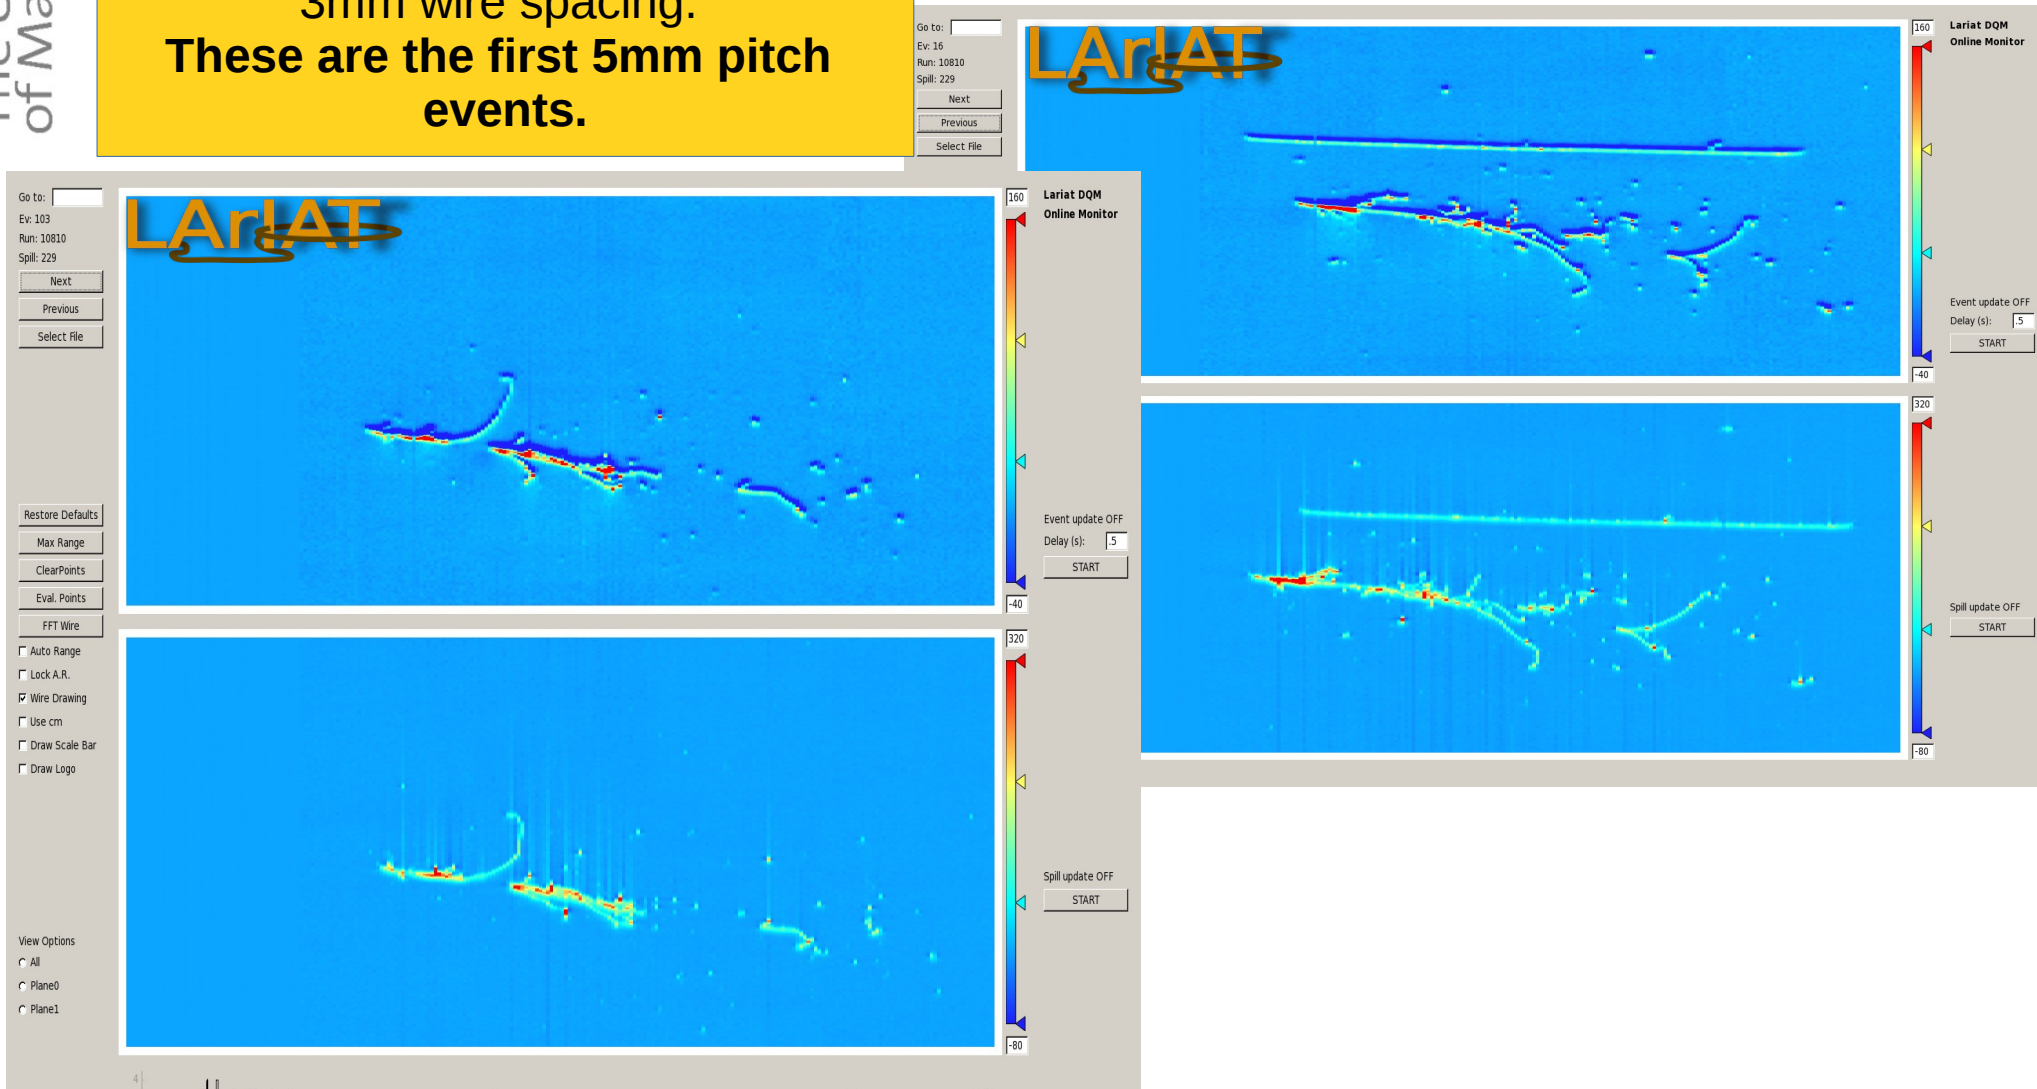 of Ma
3mm wire spacing.
These are the first 5mm pitch
events.
Go to:
Ev: 16
Run: 10810
Spill: 229
Next
Previous
Select File
LArIAT
160
-40
320
-80
Lariat DQM
Online Monitor
Event update OFF
Delay (s): .5
START
Spill update OFF
START
Go to:
Ev: 103
Run: 10810
Spill: 229
Next
Previous
Select File
Restore Defaults
Max Range
ClearPoints
Eval. Points
FFT Wire
Auto Range
Lock A.R.
Wire Drawing
Use cm
Draw Scale Bar
Draw Logo
View Options
All
Plane0
Plane1
LArIAT
160
-40
320
-80
Lariat DQM
Online Monitor
Event update OFF
Delay (s): .5
START
Spill update OFF
START
4